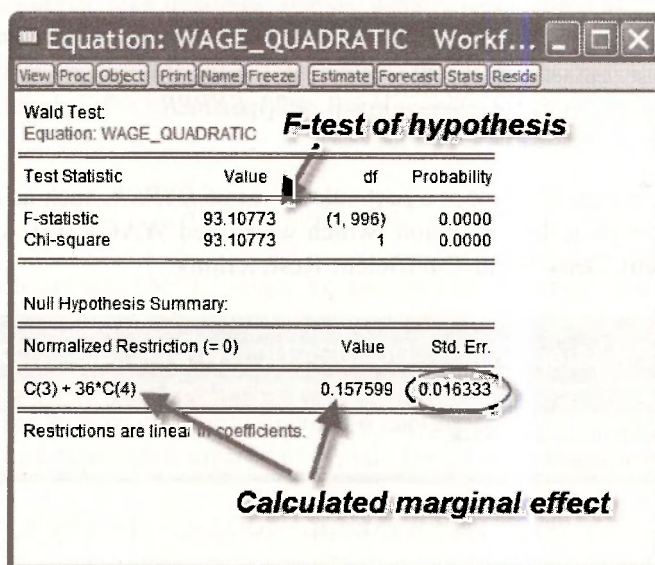 Equation: WAGE_QUADRATIC Workf...
View Proc Object Print Name Freeze Estimate Forecast Stats Resids
Wald Test:
Equation: WAGE_QUADRATIC
F-test of hypothesis
Test Statistic Value df Probability
F-statistic 93.10773 (1, 996) 0.0000
Chi-square 93.10773 1 0.0000
Null Hypothesis Summary:
Normalized Restriction (= 0) Value Std. Err.
C(3) + 36*C(4) 0.157599 0.016333
Restrictions are linear in coefficients.
Calculated marginal effect